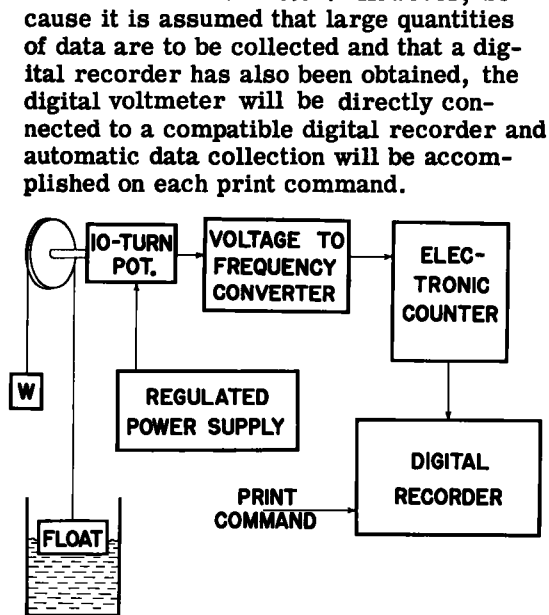 cause it is assumed that large quantities
of data are to be collected and that a dig-
ital recorder has also been obtained, the
digital voltmeter will be directly con-
nected to a compatible digital recorder and
automatic data collection will be accom-
plished on each print command.
IO-TURN
POT.
VOLTAGE TO
FREQUENCY
CONVERTER
ELEC-
TRONIC
COUNTER
W
REGULATED
POWER SUPPLY
DIGITAL
RECORDER
PRINT
COMMAND
FLOAT